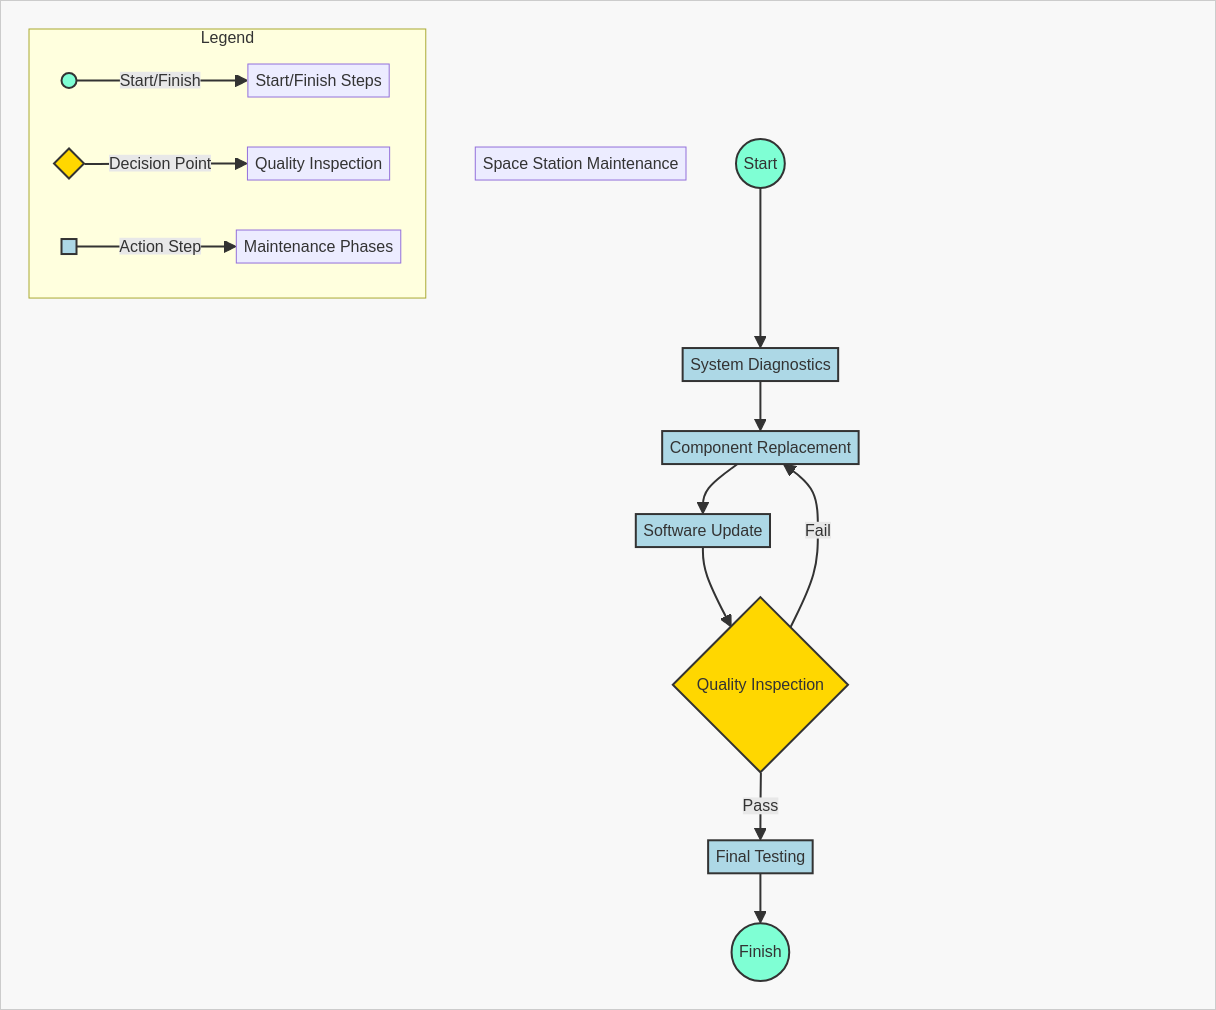 Legend
Start/Finish
Start/Finish Steps
Decision Point
Quality Inspection
Action Step
Maintenance Phases
Space Station Maintenance
Start
System Diagnostics
Component Replacement
Software Update
Fail
Quality Inspection
Pass
Final Testing
Finish